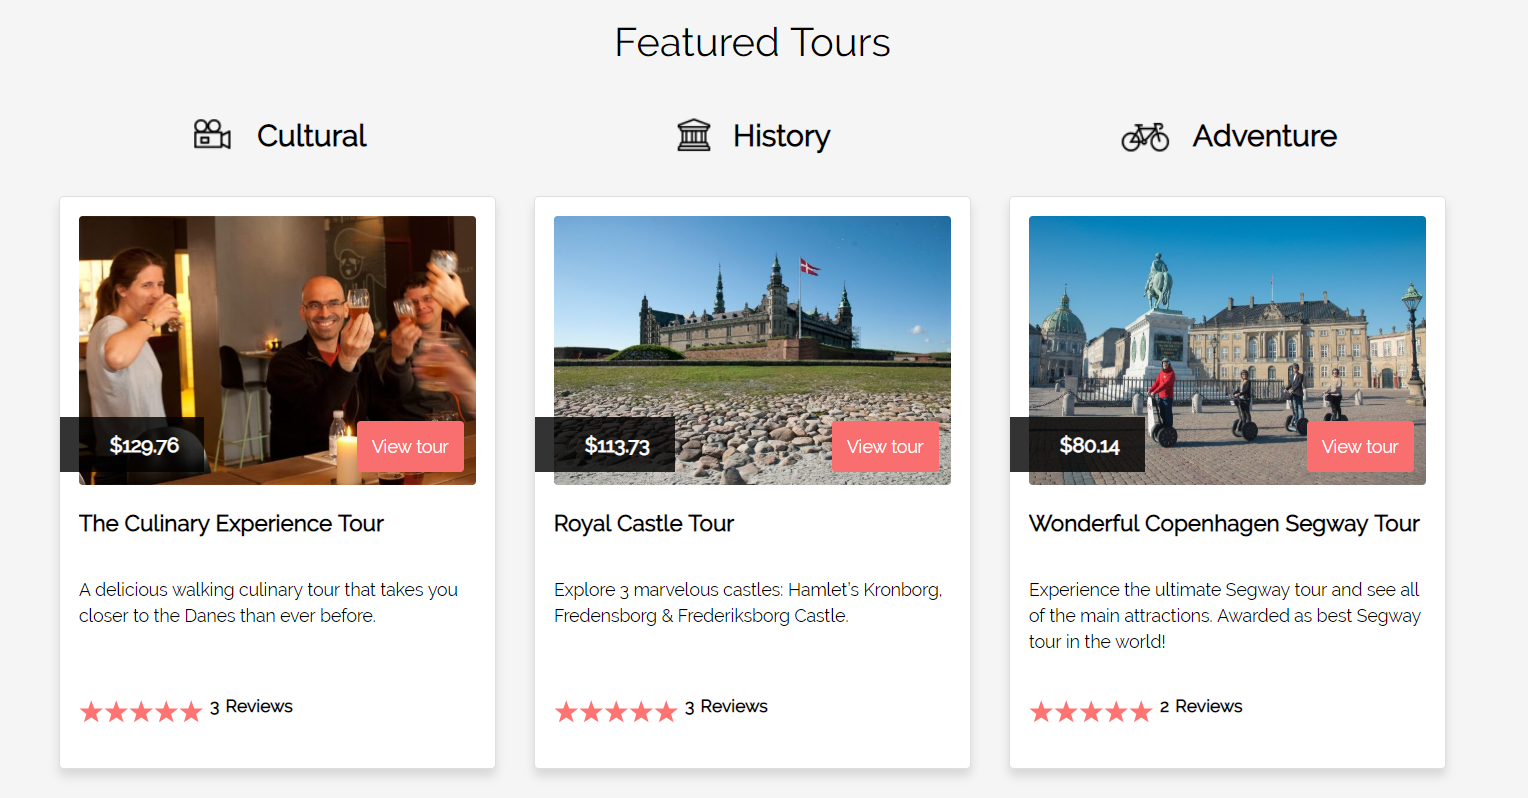 Featured Tours
Cultural
History
Adventure
$129.76
View tour
The Culinary Experience Tour
A delicious walking culinary tour that takes you
closer to the Danes than ever before.
3 Reviews
$113.73
View tour
Royal Castle Tour
Explore 3 marvelous castles: Hamlet's Kronborg,
Fredensborg & Frederiksborg Castle.
3 Reviews
$80.14
View tour
Wonderful Copenhagen Segway Tour
Experience the ultimate Segway tour and see all
of the main attractions. Awarded as best Segway
tour in the world!
2 Reviews